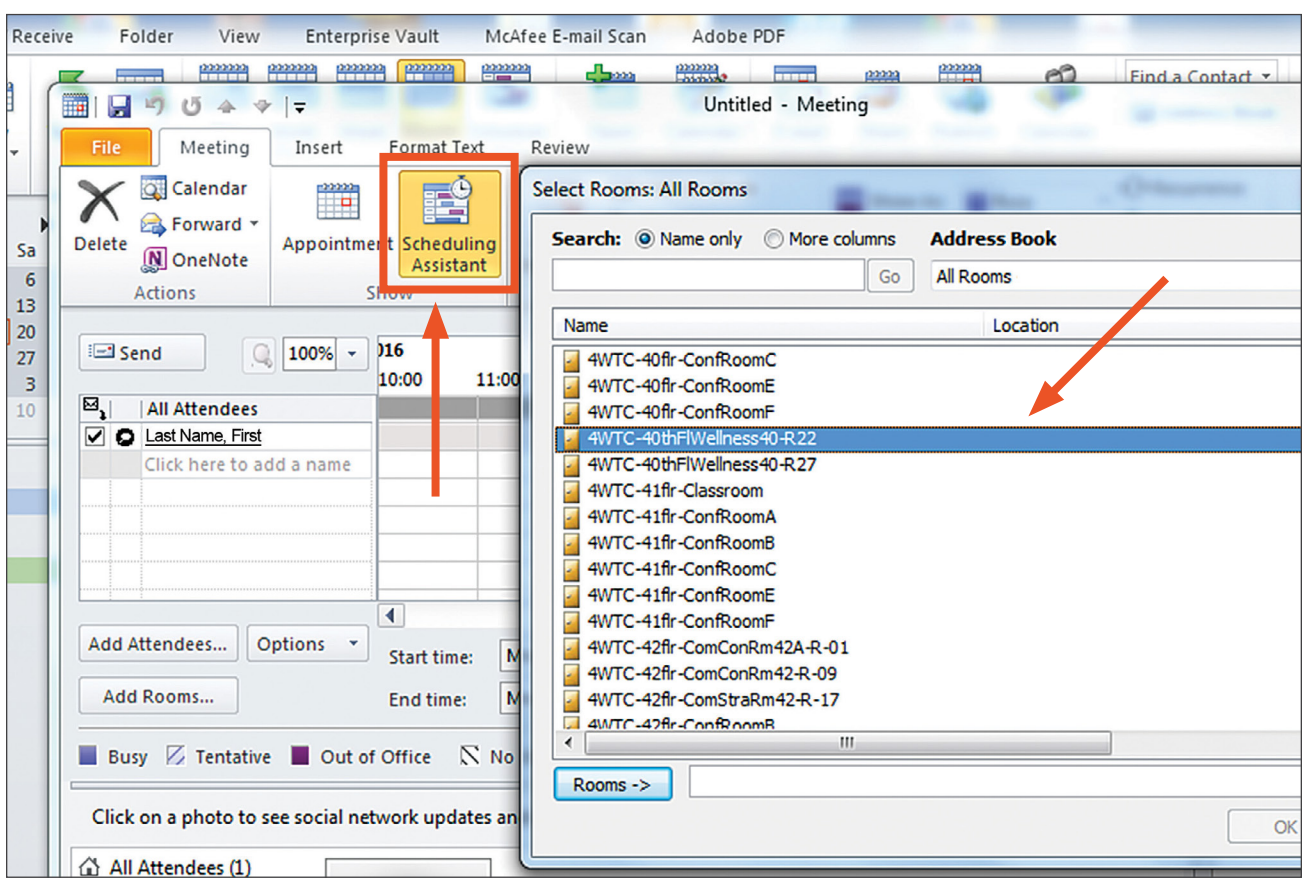 Receive Folder View Enterprise Vault McAfee E-mail Scan Adobe PDF
Find a Contact
Untitled - Meeting
File Meeting Insert Format Text Review
Delete
Calendar
Forward
OneNote
Actions
Appointment
Scheduling
Assistant
Show
Sa
6
13
20
27
3
10
Send
100%
016
10:00 11:00
All Attendees
Last Name, First
Click here to add a name
Add Attendees... Options
Add Rooms...
Start time: M
End time: M
Busy Tentative Out of Office No
Click on a photo to see social network updates an
All Attendees (1)
Select Rooms: All Rooms
Search: Name only More columns Address Book
Go All Rooms
Name Location
4WTC-40flr-ConfRoomC
4WTC-40flr-ConfRoomE
4WTC-40flr-ConfRoomF
4WTC-40thFlWellness40-R22
4WTC-40thFlWellness40-R27
4WTC-41flr-Classroom
4WTC-41flr-ConfRoomA
4WTC-41flr-ConfRoomB
4WTC-41flr-ConfRoomC
4WTC-41flr-ConfRoomE
4WTC-41flr-ConfRoomF
4WTC-42flr-ComConRm42A-R-01
4WTC-42flr-ComConRm42-R-09
4WTC-42flr-ComStraRm42-R-17
4WTC-42flr-ConfRoomB
Rooms ->
OK